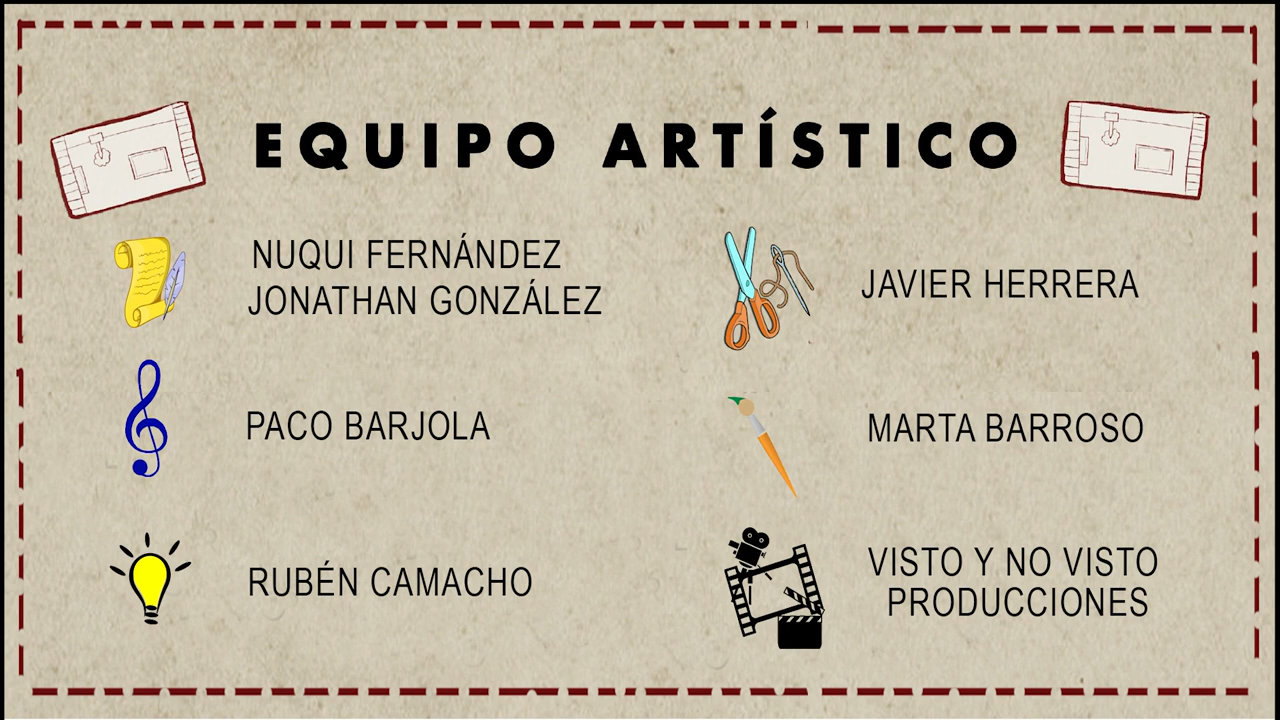 EQUIPO ARTÍSTICO
NUQUI FERNÁNDEZ
JONATHAN GONZÁLEZ
JAVIER HERRERA
PACO BARJOLA
MARTA BARROSO
RUBÉN CAMACHO
VISTO Y NO VISTO
PRODUCCIONES